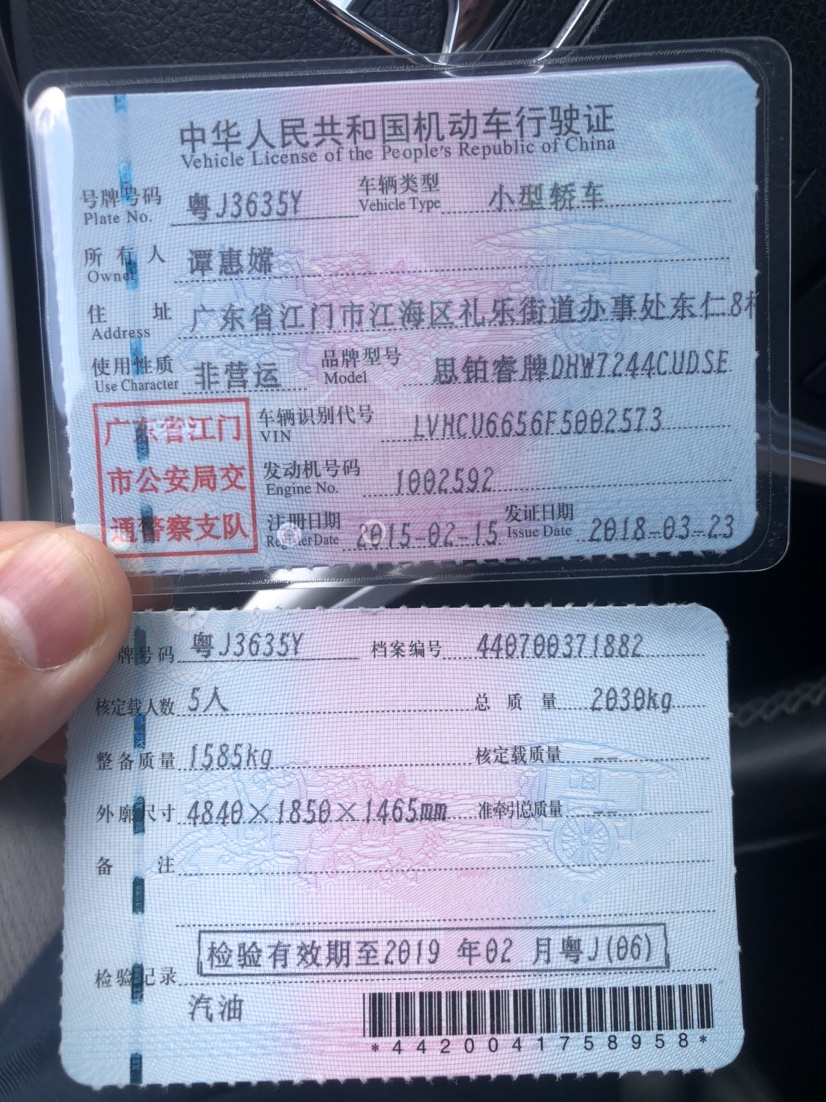 中华人民共和国机动车行驶证
Vehicle License of the People's Republic of China
号牌号码 粤J3635Y 车辆类型 小型轿车
Plate No. Vehicle Type
所有人 谭惠嫦
Owner
住址 广东省江门市江海区礼乐街道办事处东仁8
Address
使用性质 非营运 品牌型号 思铂睿牌DHW7244CUDSE
Use Character Model
广东省江门
市公安局交
通警察支队
车辆识别代号 LVHCU6656F5002573
VIN
发动机号码 1002592
Engine No.
注册日期 2015-02-15 发证日期 2018-03-23
Register Date Issue Date
牌号码 粤J3635Y 档案编号 440700371882
核定载人数 5人 总质量 2030kg
整备质量 1585kg 核定载质量 --
外廓尺寸 4840×1850×1465mm 准牵引总质量 --
备注
检验有效期至2019 年02 月粤J(06)
检验记录
汽油
*4420041758958*